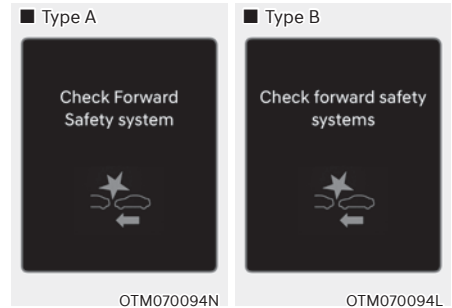 ■ Type A
Check Forward
Safety system
OTM070094N
■ Type B
Check forward safety
systems
OTM070094L